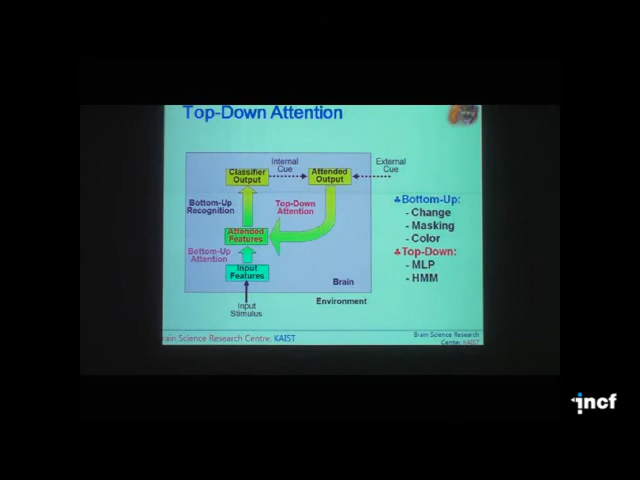 Top-Down Attention
Classifier
Output
Internal
Cue
Attended
Output
External
Cue
Bottom-Up
Recognition
Top-Down
Attention
Attended
Features
Bottom-Up
Attention
Input
Features
Brain
Environment
Input
Stimulus
♣Bottom-Up:
- Change
- Masking
- Color
♣Top-Down:
- MLP
- HMM
rain Science Research Centre, KAIST
Brain Science Research
Center, KAIST
incf